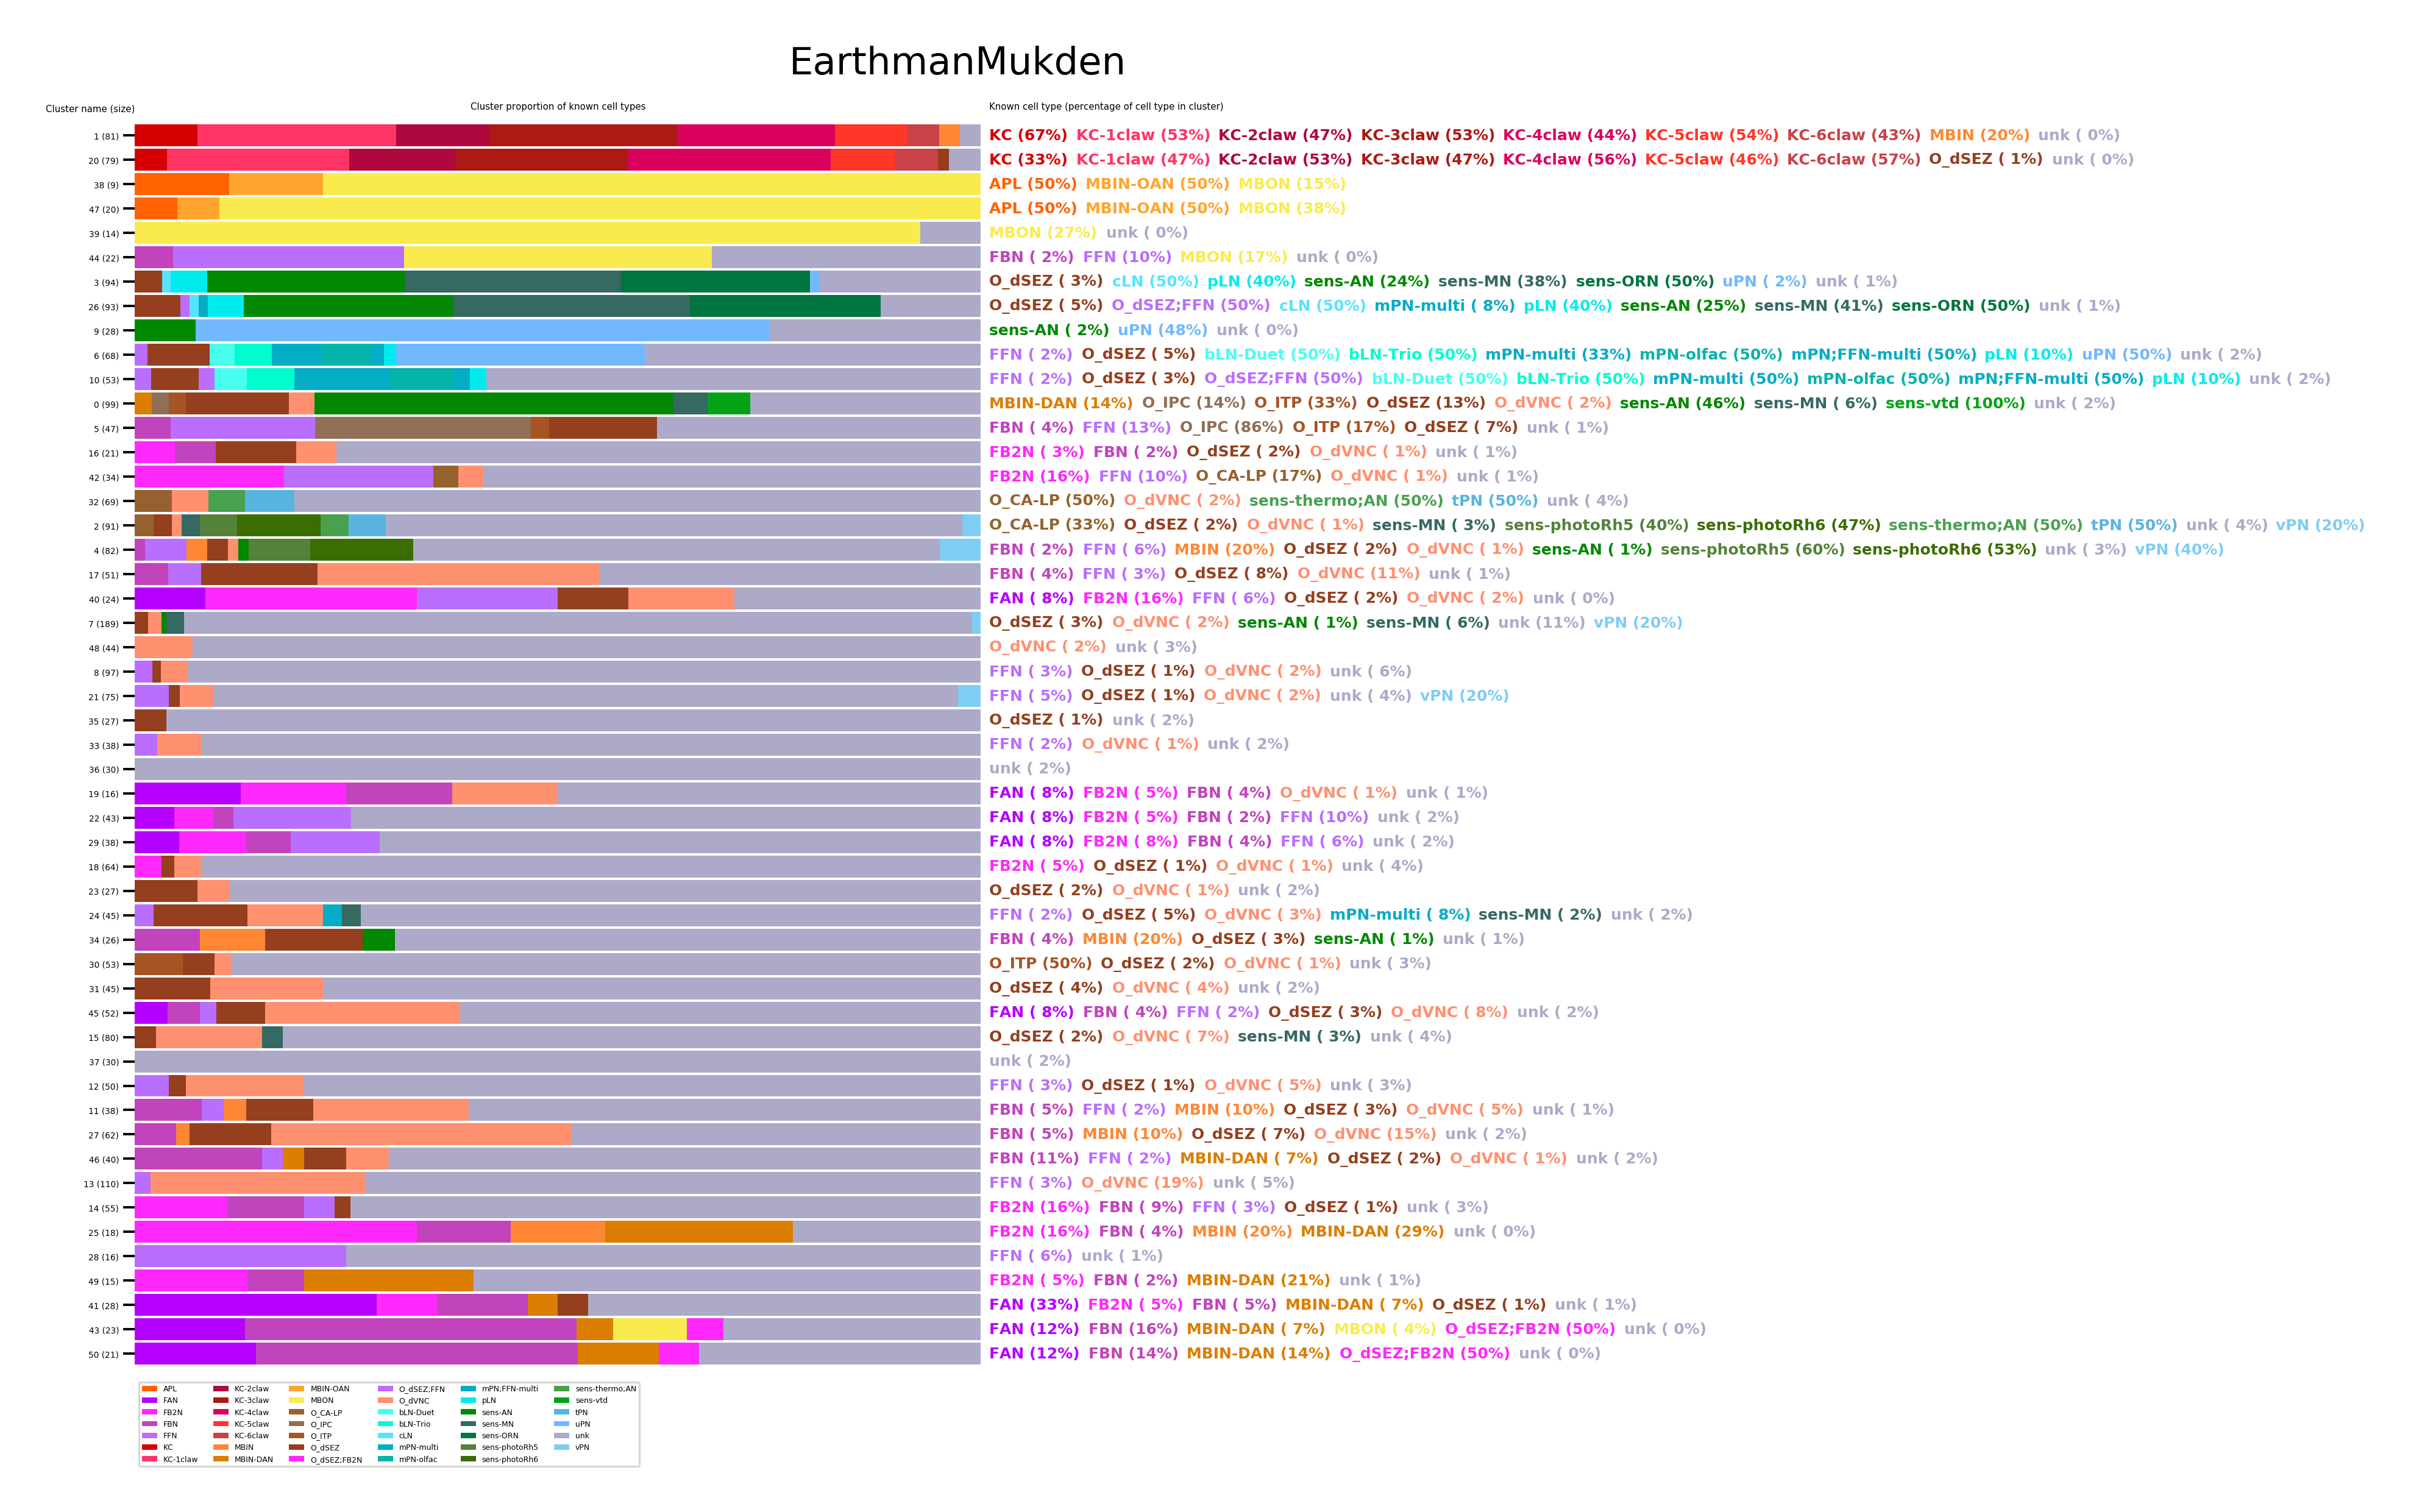 EarthmanMukden
Cluster name (size) Cluster proportion of known cell types Known cell type (percentage of cell type in cluster)
1 (81) KC (67%) KC-1claw (53%) KC-2claw (47%) KC-3claw (53%) KC-4claw (44%) KC-5claw (54%) KC-6claw (43%) MBIN (20%) unk ( 0%)
20 (79) KC (33%) KC-1claw (47%) KC-2claw (53%) KC-3claw (47%) KC-4claw (56%) KC-5claw (46%) KC-6claw (57%) O_dSEZ ( 1%) unk ( 0%)
38 (9) APL (50%) MBIN-OAN (50%) MBON (15%)
47 (20) APL (50%) MBIN-OAN (50%) MBON (38%)
39 (14) MBON (27%) unk ( 0%)
44 (22) FBN ( 2%) FFN (10%) MBON (17%) unk ( 0%)
3 (94) O_dSEZ ( 3%) cLN (50%) pLN (40%) sens-AN (24%) sens-MN (38%) sens-ORN (50%) uPN ( 2%) unk ( 1%)
26 (93) O_dSEZ ( 5%) O_dSEZ;FFN (50%) cLN (50%) mPN-multi ( 8%) pLN (40%) sens-AN (25%) sens-MN (41%) sens-ORN (50%) unk ( 1%)
9 (28) sens-AN ( 2%) uPN (48%) unk ( 0%)
6 (68) FFN ( 2%) O_dSEZ ( 5%) bLN-Duet (50%) bLN-Trio (50%) mPN-multi (33%) mPN-olfac (50%) mPN;FFN-multi (50%) pLN (10%) uPN (50%) unk ( 2%)
10 (53) FFN ( 2%) O_dSEZ ( 3%) O_dSEZ;FFN (50%) bLN-Duet (50%) bLN-Trio (50%) mPN-multi (50%) mPN-olfac (50%) mPN;FFN-multi (50%) pLN (10%) unk ( 2%)
0 (99) MBIN-DAN (14%) O_IPC (14%) O_ITP (33%) O_dSEZ (13%) O_dVNC ( 2%) sens-AN (46%) sens-MN ( 6%) sens-vtd (100%) unk ( 2%)
5 (47) FBN ( 4%) FFN (13%) O_IPC (86%) O_ITP (17%) O_dSEZ ( 7%) unk ( 1%)
16 (21) FB2N ( 3%) FBN ( 2%) O_dSEZ ( 2%) O_dVNC ( 1%) unk ( 1%)
42 (34) FB2N (16%) FFN (10%) O_CA-LP (17%) O_dVNC ( 1%) unk ( 1%)
32 (69) O_CA-LP (50%) O_dVNC ( 2%) sens-thermo;AN (50%) tPN (50%) unk ( 4%)
2 (91) O_CA-LP (33%) O_dSEZ ( 2%) O_dVNC ( 1%) sens-MN ( 3%) sens-photoRh5 (40%) sens-photoRh6 (47%) sens-thermo;AN (50%) tPN (50%) unk ( 4%) vPN (20%)
4 (82) FBN ( 2%) FFN ( 6%) MBIN (20%) O_dSEZ ( 2%) O_dVNC ( 1%) sens-AN ( 1%) sens-photoRh5 (60%) sens-photoRh6 (53%) unk ( 3%) vPN (40%)
17 (51) FBN ( 4%) FFN ( 3%) O_dSEZ ( 8%) O_dVNC (11%) unk ( 1%)
40 (24) FAN ( 8%) FB2N (16%) FFN ( 6%) O_dSEZ ( 2%) O_dVNC ( 2%) unk ( 0%)
7 (189) O_dSEZ ( 3%) O_dVNC ( 2%) sens-AN ( 1%) sens-MN ( 6%) unk (11%) vPN (20%)
48 (44) O_dVNC ( 2%) unk ( 3%)
8 (97) FFN ( 3%) O_dSEZ ( 1%) O_dVNC ( 2%) unk ( 6%)
21 (75) FFN ( 5%) O_dSEZ ( 1%) O_dVNC ( 2%) unk ( 4%) vPN (20%)
35 (27) O_dSEZ ( 1%) unk ( 2%)
33 (38) FFN ( 2%) O_dVNC ( 1%) unk ( 2%)
36 (30) unk ( 2%)
19 (16) FAN ( 8%) FB2N ( 5%) FBN ( 4%) O_dVNC ( 1%) unk ( 1%)
22 (43) FAN ( 8%) FB2N ( 5%) FBN ( 2%) FFN (10%) unk ( 2%)
29 (38) FAN ( 8%) FB2N ( 8%) FBN ( 4%) FFN ( 6%) unk ( 2%)
18 (64) FB2N ( 5%) O_dSEZ ( 1%) O_dVNC ( 1%) unk ( 4%)
23 (27) O_dSEZ ( 2%) O_dVNC ( 1%) unk ( 2%)
24 (45) FFN ( 2%) O_dSEZ ( 5%) O_dVNC ( 3%) mPN-multi ( 8%) sens-MN ( 2%) unk ( 2%)
34 (26) FBN ( 4%) MBIN (20%) O_dSEZ ( 3%) sens-AN ( 1%) unk ( 1%)
30 (53) O_ITP (50%) O_dSEZ ( 2%) O_dVNC ( 1%) unk ( 3%)
31 (45) O_dSEZ ( 4%) O_dVNC ( 4%) unk ( 2%)
45 (52) FAN ( 8%) FBN ( 4%) FFN ( 2%) O_dSEZ ( 3%) O_dVNC ( 8%) unk ( 2%)
15 (80) O_dSEZ ( 2%) O_dVNC ( 7%) sens-MN ( 3%) unk ( 4%)
37 (30) unk ( 2%)
12 (50) FFN ( 3%) O_dSEZ ( 1%) O_dVNC ( 5%) unk ( 3%)
11 (38) FBN ( 5%) FFN ( 2%) MBIN (10%) O_dSEZ ( 3%) O_dVNC ( 5%) unk ( 1%)
27 (62) FBN ( 5%) MBIN (10%) O_dSEZ ( 7%) O_dVNC (15%) unk ( 2%)
46 (40) FBN (11%) FFN ( 2%) MBIN-DAN ( 7%) O_dSEZ ( 2%) O_dVNC ( 1%) unk ( 2%)
13 (110) FFN ( 3%) O_dVNC (19%) unk ( 5%)
14 (55) FB2N (16%) FBN ( 9%) FFN ( 3%) O_dSEZ ( 1%) unk ( 3%)
25 (18) FB2N (16%) FBN ( 4%) MBIN (20%) MBIN-DAN (29%) unk ( 0%)
28 (16) FFN ( 6%) unk ( 1%)
49 (15) FB2N ( 5%) FBN ( 2%) MBIN-DAN (21%) unk ( 1%)
41 (28) FAN (33%) FB2N ( 5%) FBN ( 5%) MBIN-DAN ( 7%) O_dSEZ ( 1%) unk ( 1%)
43 (23) FAN (12%) FBN (16%) MBIN-DAN ( 7%) MBON ( 4%) O_dSEZ;FB2N (50%) unk ( 0%)
50 (21) FAN (12%) FBN (14%) MBIN-DAN (14%) O_dSEZ;FB2N (50%) unk ( 0%)
APL KC-2claw MBIN-OAN O_dSEZ;FFN mPN;FFN-multi sens-thermo;AN
FAN KC-3claw MBON O_dVNC pLN sens-vtd
FB2N KC-4claw O_CA-LP bLN-Duet sens-AN tPN
FBN KC-5claw O_IPC bLN-Trio sens-MN uPN
FFN KC-6claw O_ITP cLN sens-ORN unk
KC MBIN O_dSEZ mPN-multi sens-photoRh5 vPN
KC-1claw MBIN-DAN O_dSEZ;FB2N mPN-olfac sens-photoRh6